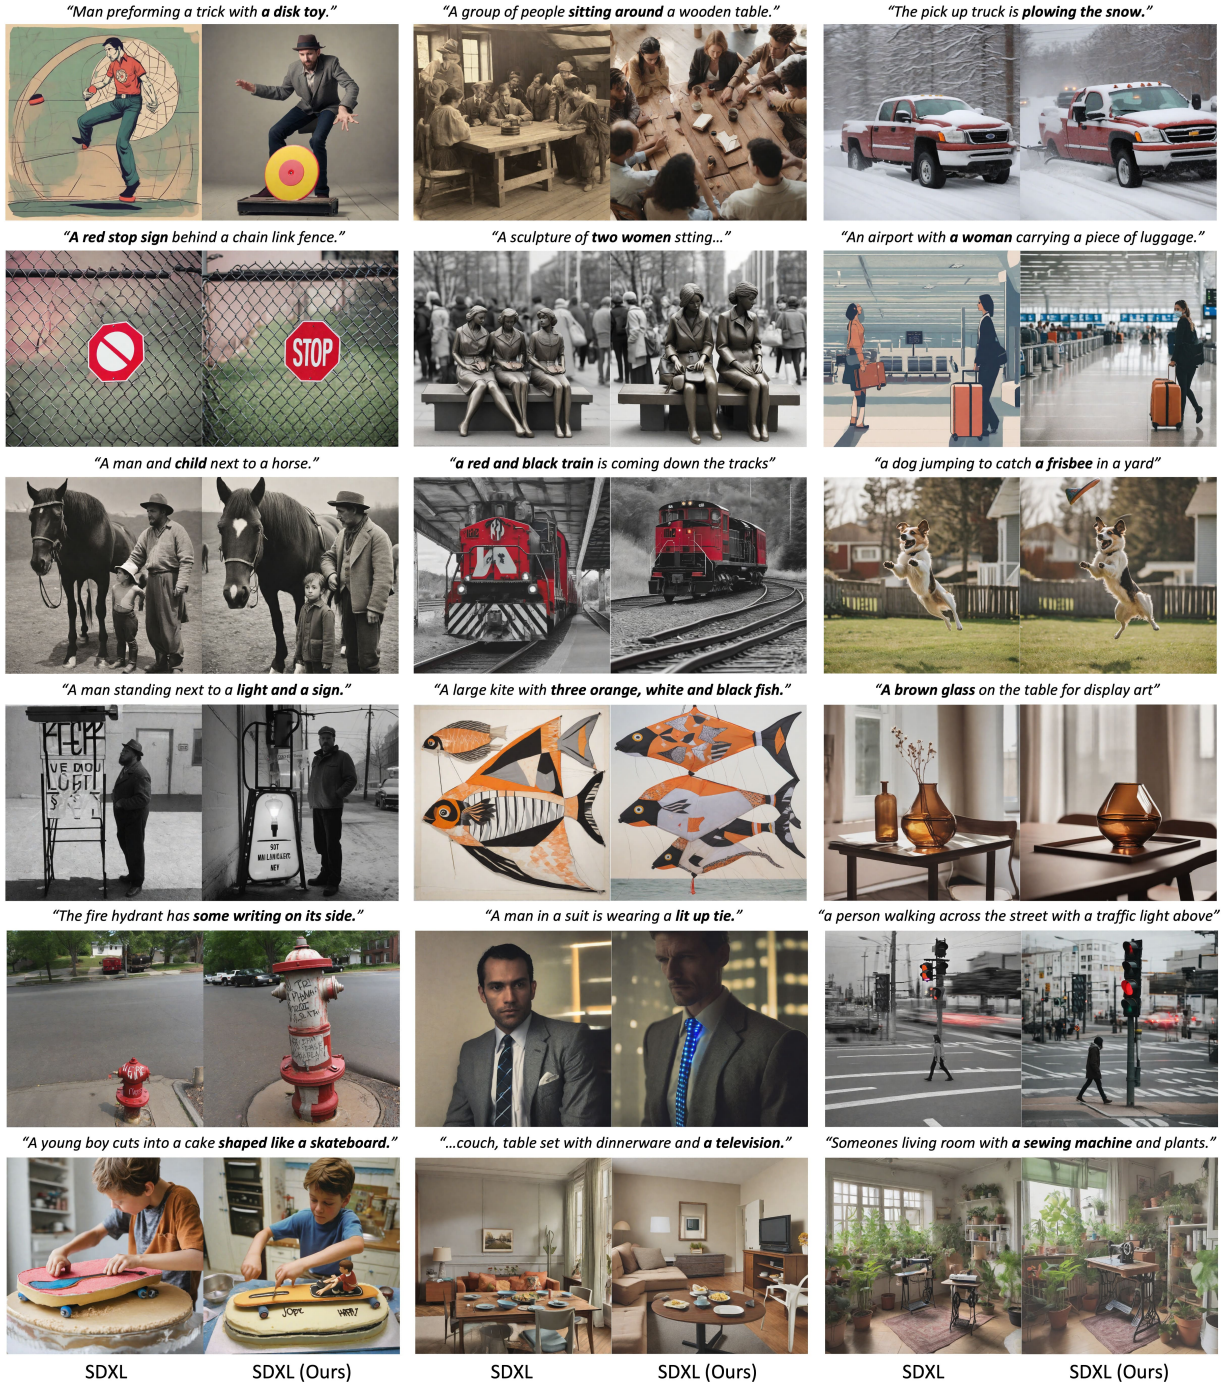 “Man preforming a trick with a disk toy.”
“A group of people sitting around a wooden table.”
“The pick up truck is plowing the snow.”
“A red stop sign behind a chain link fence.”
“A sculpture of two women stting…”
“An airport with a woman carrying a piece of luggage.”
STOP
“A man and child next to a horse.”
“a red and black train is coming down the tracks”
“a dog jumping to catch a frisbee in a yard”
“A man standing next to a light and a sign.”
“A large kite with three orange, white and black fish.”
“A brown glass on the table for display art”
“The fire hydrant has some writing on its side.”
“A man in a suit is wearing a lit up tie.”
“a person walking across the street with a traffic light above”
“A young boy cuts into a cake shaped like a skateboard.”
“…couch, table set with dinnerware and a television.”
“Someones living room with a sewing machine and plants.”
SDXL
SDXL (Ours)
SDXL
SDXL (Ours)
SDXL
SDXL (Ours)